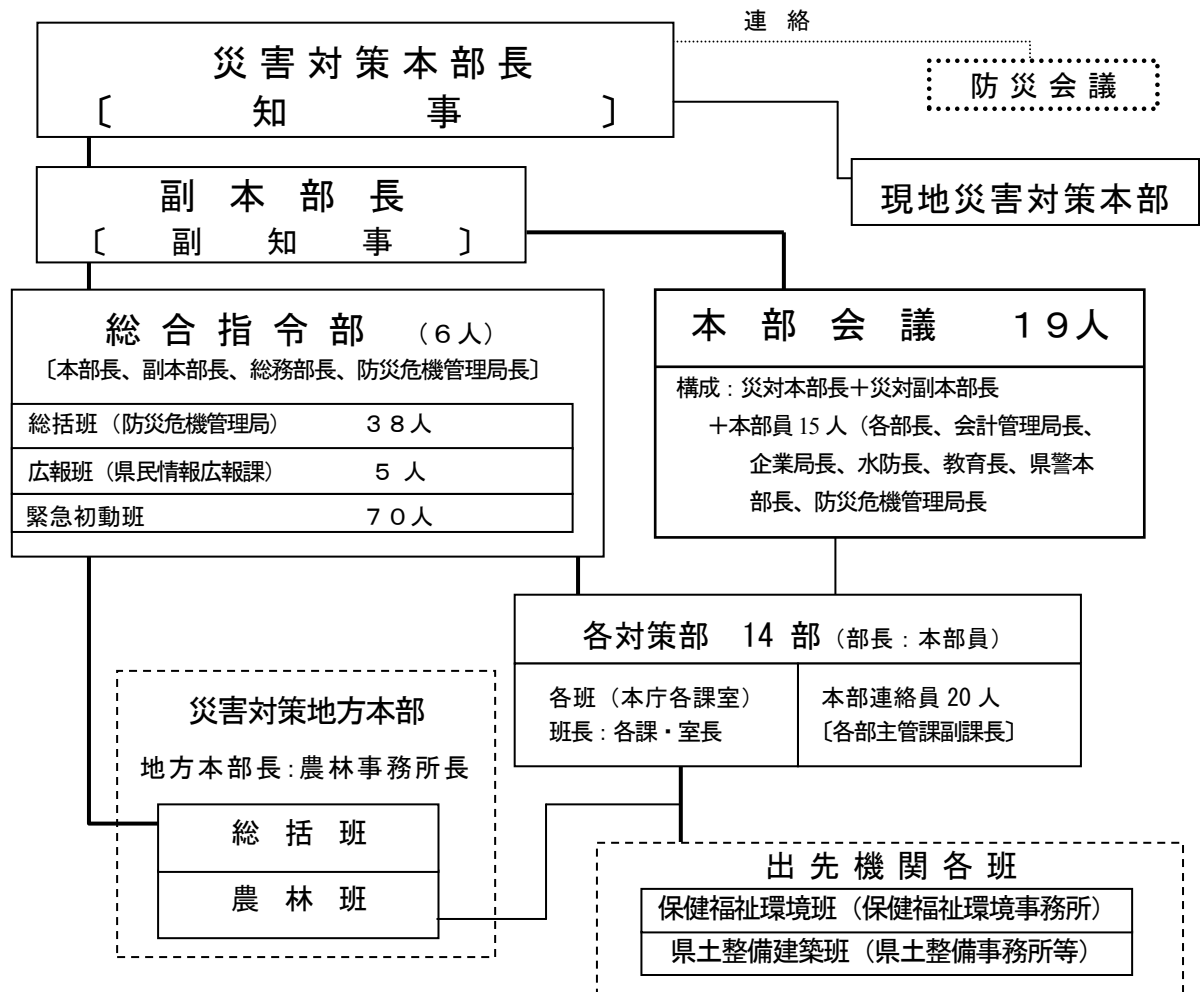 連 絡
災害対策本部長
〔 知 事 〕
防災会議
副本部長
〔 副 知 事 〕
現地災害対策本部
総合指令部 (6人)
〔本部長、副本部長、総務部長、防災危機管理局長〕
総括班(防災危機管理局) 38人
広報班(県民情報広報課) 5人
緊急初動班 70人
本部会議 19人
構成:災対本部長+災対副本部長
+本部員15人(各部長、会計管理局長、
企業局長、水防長、教育長、県警本
部長、防災危機管理局長
各対策部 14部(部長:本部員)
各班(本庁各課室)
班長:各課・室長
本部連絡員20人
〔各部主管課副課長〕
災害対策地方本部
地方本部長:農林事務所長
総括班
農林班
出先機関各班
保健福祉環境班(保健福祉環境事務所)
県土整備建築班(県土整備事務所等)